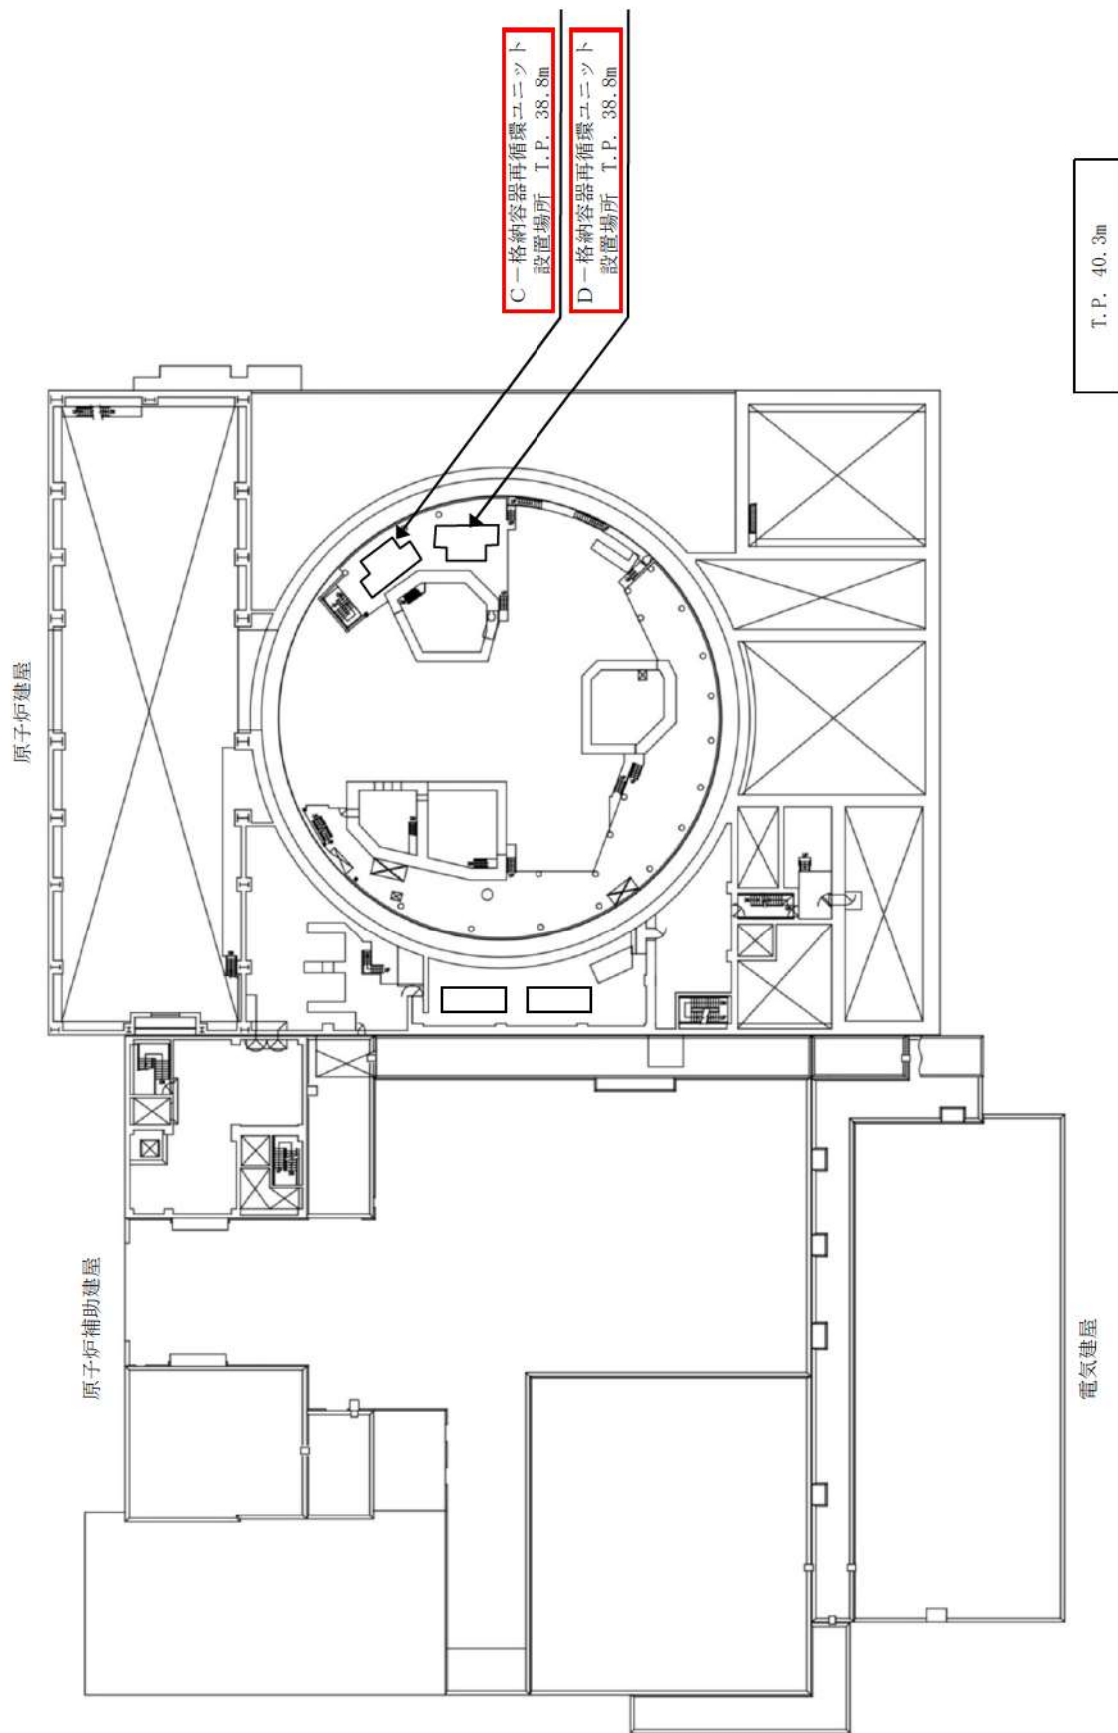 原子炉建屋
C－格納容器再循環ユニット
設置場所 T.P. 38.8m
D－格納容器再循環ユニット
設置場所 T.P. 38.8m
原子炉補助建屋
電気建屋
T.P. 40.3m